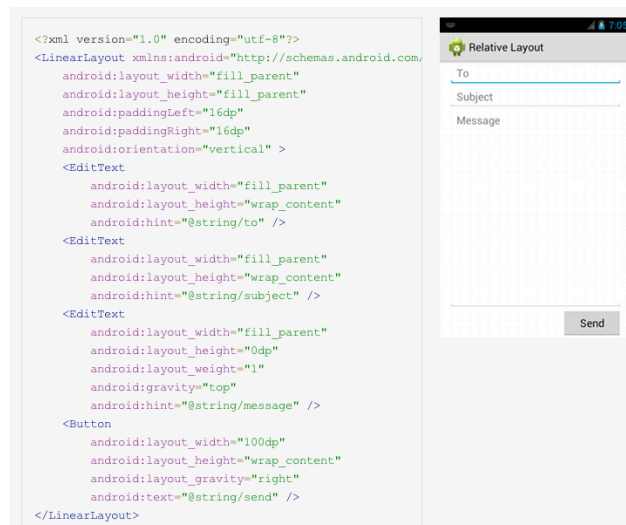 <?xml version="1.0" encoding="utf-8"?>
<LinearLayout xmlns:android="http://schemas.android.com/
android:layout_width="fill_parent"
android:layout_height="fill_parent"
android:paddingLeft="16dp"
android:paddingRight="16dp"
android:orientation="vertical" >
<EditText
android:layout_width="fill_parent"
android:layout_height="wrap_content"
android:hint="@string/to" />
<EditText
android:layout_width="fill_parent"
android:layout_height="wrap_content"
android:hint="@string/subject" />
<EditText
android:layout_width="fill_parent"
android:layout_height="0dp"
android:layout_weight="1"
android:gravity="top"
android:hint="@string/message" />
<Button
android:layout_width="100dp"
android:layout_height="wrap_content"
android:layout_gravity="right"
android:text="@string/send" />
</LinearLayout>
7:05
Relative Layout
To
Subject
Message
Send